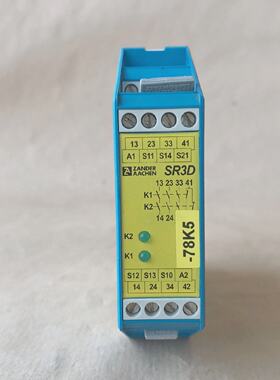 13 23 33 41
A1 S11 S14 S21
ZANDER AACHEN SR3D
13 23 33 41
K1
K2
14 24
K2
K1
-78K5
S12 S13 S10 A2
14 24 34 42